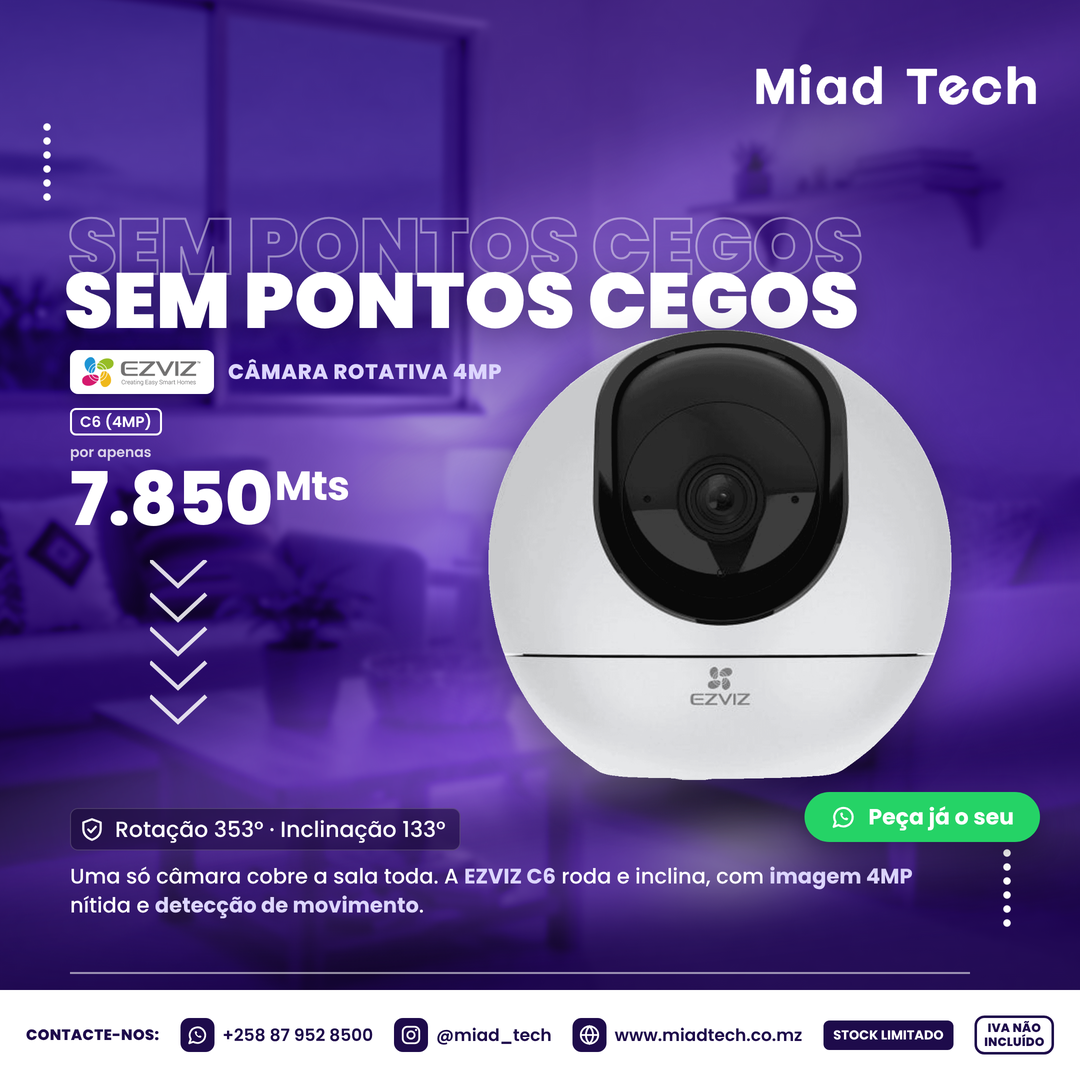 Miad Tech
SEM PONTOS CEGOS
SEM PONTOS CEGOS
EZVIZ™
Creating Easy Smart Homes
CÂMARA ROTATIVA 4MP
C6 (4MP)
por apenas
7.850Mts
EZVIZ
Peça já o seu
Rotação 353° · Inclinação 133°
Uma só câmara cobre a sala toda. A EZVIZ C6 roda e inclina, com imagem 4MP
nítida e detecção de movimento.
CONTACTE-NOS: +258 87 952 8500 @miad_tech www.miadtech.co.mz STOCK LIMITADO
IVA NÃO
INCLUÍDO